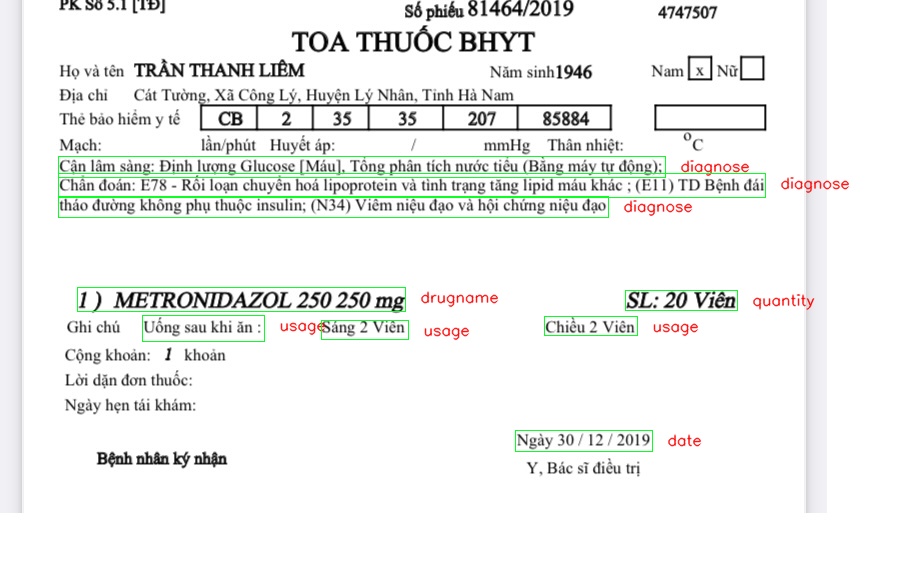 PK Số 5.1 [TĐ] Số phiếu 81464/2019 4747507
TOA THUỐC BHYT
Họ và tên TRẦN THANH LIÊM Năm sinh 1946 Nam x Nữ
Địa chỉ Cát Tường, Xã Công Lý, Huyện Lý Nhân, Tỉnh Hà Nam
Thẻ bảo hiểm y tế CB 2 35 35 207 85884
Mạch: lần/phút Huyết áp: / mmHg Thân nhiệt: °C
Cận lâm sàng: Định lượng Glucose [Máu], Tổng phân tích nước tiểu (Bằng máy tự động); diagnose
Chẩn đoán: E78 - Rối loạn chuyển hoá lipoprotein và tình trạng tăng lipid máu khác ; (E11) TD Bệnh đái diagnose
tháo đường không phụ thuộc insulin; (N34) Viêm niệu đạo và hội chứng niệu đạo diagnose
1 ) METRONIDAZOL 250 250 mg drugname SL: 20 Viên quantity
Ghi chú Uống sau khi ăn : usage Sáng 2 Viên usage Chiều 2 Viên usage
Cộng khoản: 1 khoản
Lời dặn đơn thuốc:
Ngày hẹn tái khám:
Ngày 30 / 12 / 2019 date
Bệnh nhân ký nhận Y, Bác sĩ điều trị